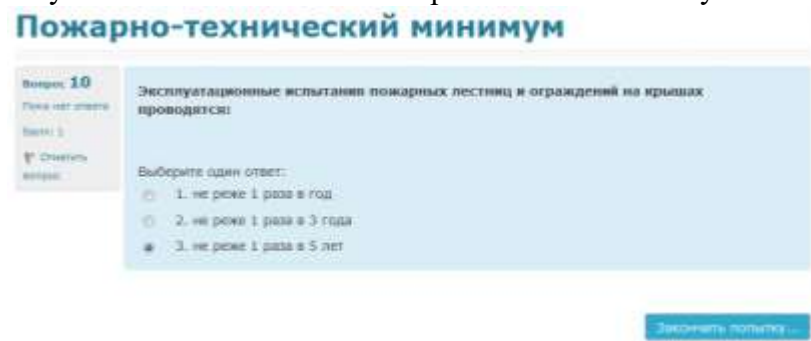 Пожарно-технический минимум
Вопрос 10
Пока нет ответа
Балл: 1
Отметить
вопрос
Эксплуатационные испытания пожарных лестниц и ограждений на крышах
проводятся:
Выберите один ответ:
1. не реже 1 раза в год
2. не реже 1 раза в 3 года
3. не реже 1 раза в 5 лет
Закончить попытку...